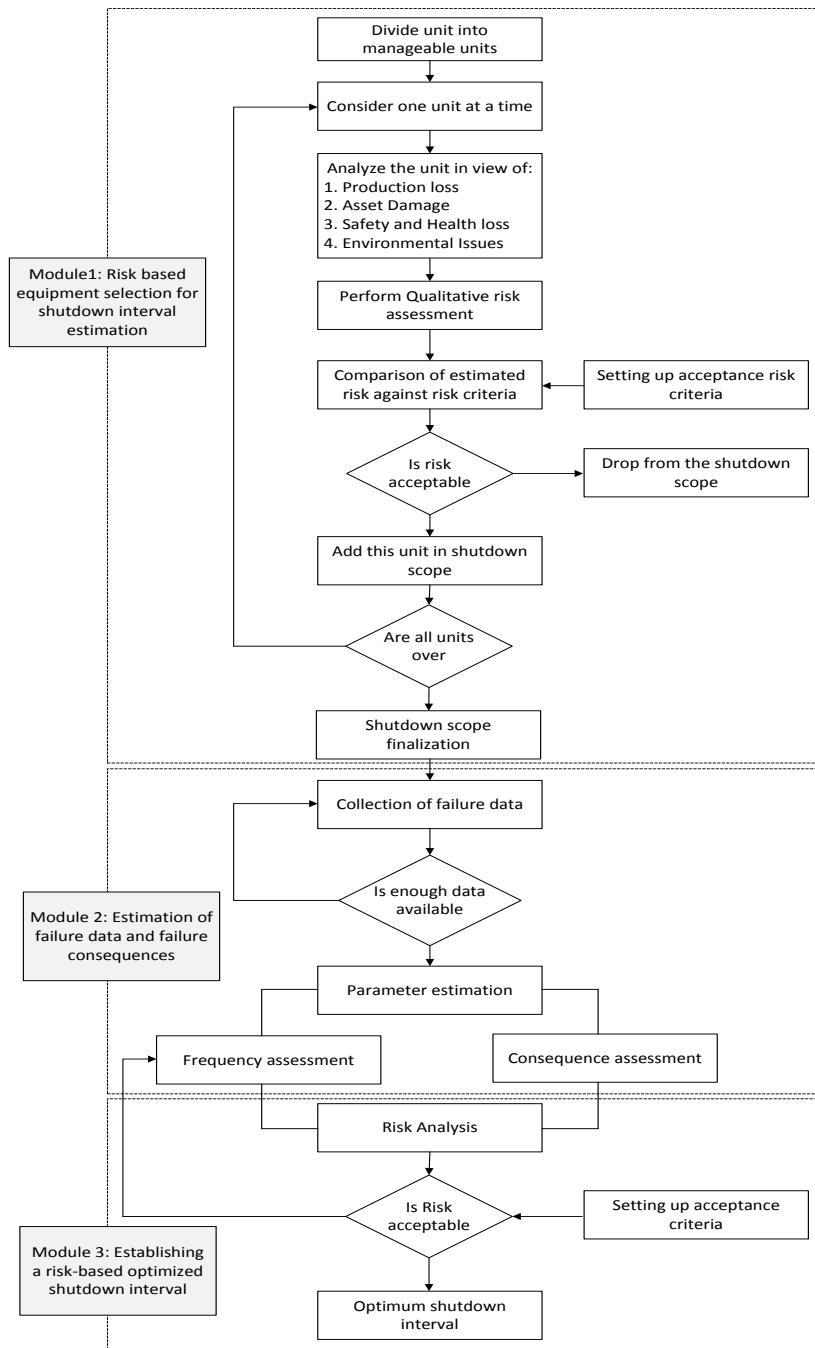 Divide unit into
manageable units
Consider one unit at a time
Analyze the unit in view of:
1. Production loss
2. Asset Damage
3. Safety and Health loss
4. Environmental Issues
Module1: Risk based
equipment selection for
shutdown interval
estimation
Perform Qualitative risk
assessment
Comparison of estimated
risk against risk criteria
Setting up acceptance risk
criteria
Is risk
acceptable
Drop from the shutdown
scope
Add this unit in shutdown
scope
Are all units
over
Shutdown scope
finalization
Collection of failure data
Is enough data
available
Module 2: Estimation of
failure data and failure
consequences
Parameter estimation
Frequency assessment
Consequence assessment
Risk Analysis
Is Risk
acceptable
Setting up acceptance
criteria
Module 3: Establishing
a risk-based optimized
shutdown interval
Optimum shutdown
interval